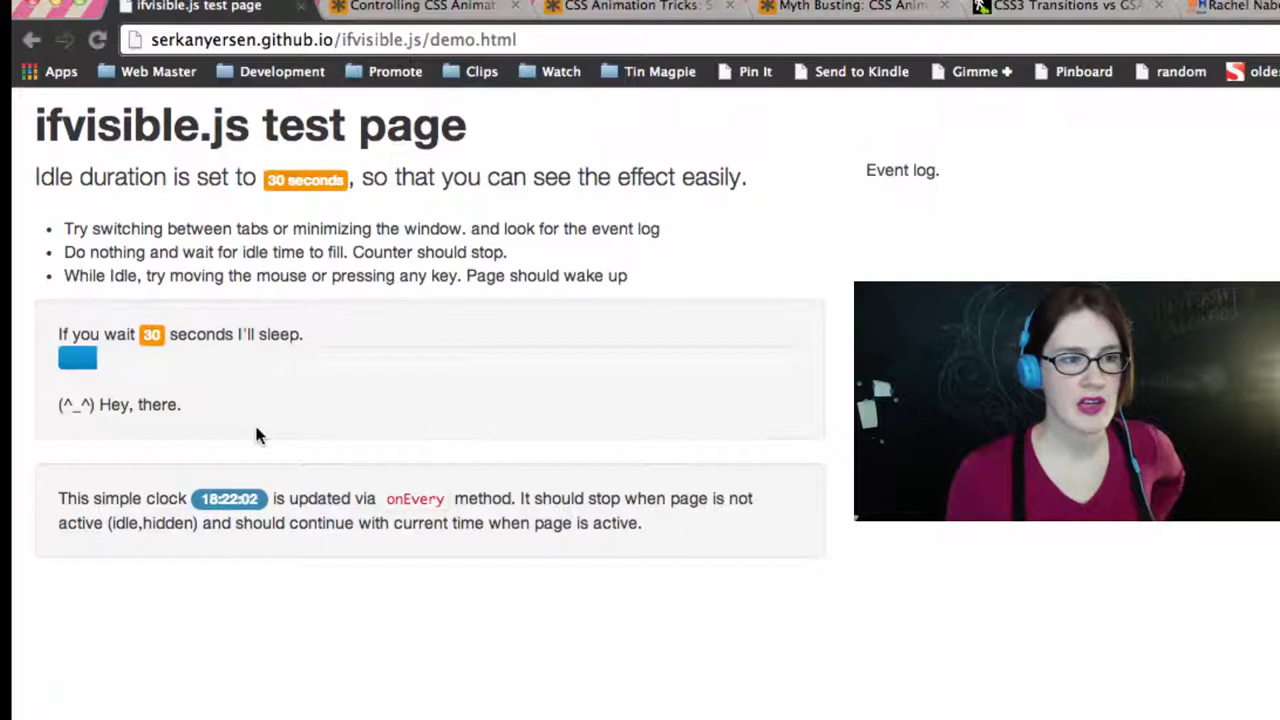 ifvisible.js test page
Controlling CSS Animat
CSS Animation Tricks: S
Myth Busting: CSS Anim
CSS3 Transitions vs GSA
Rachel Nab
serkanyersen.github.io/ifvisible.js/demo.html
Apps
Web Master
Development
Promote
Clips
Watch
Tin Magpie
Pin It
Send to Kindle
Gimme +
Pinboard
random
oldes
ifvisible.js test page
Idle duration is set to 30 seconds, so that you can see the effect easily.
Event log.
• Try switching between tabs or minimizing the window. and look for the event log
• Do nothing and wait for idle time to fill. Counter should stop.
• While Idle, try moving the mouse or pressing any key. Page should wake up
If you wait 30 seconds I'll sleep.
(^_^) Hey, there.
This simple clock 18:22:02 is updated via onEvery method. It should stop when page is not
active (idle,hidden) and should continue with current time when page is active.